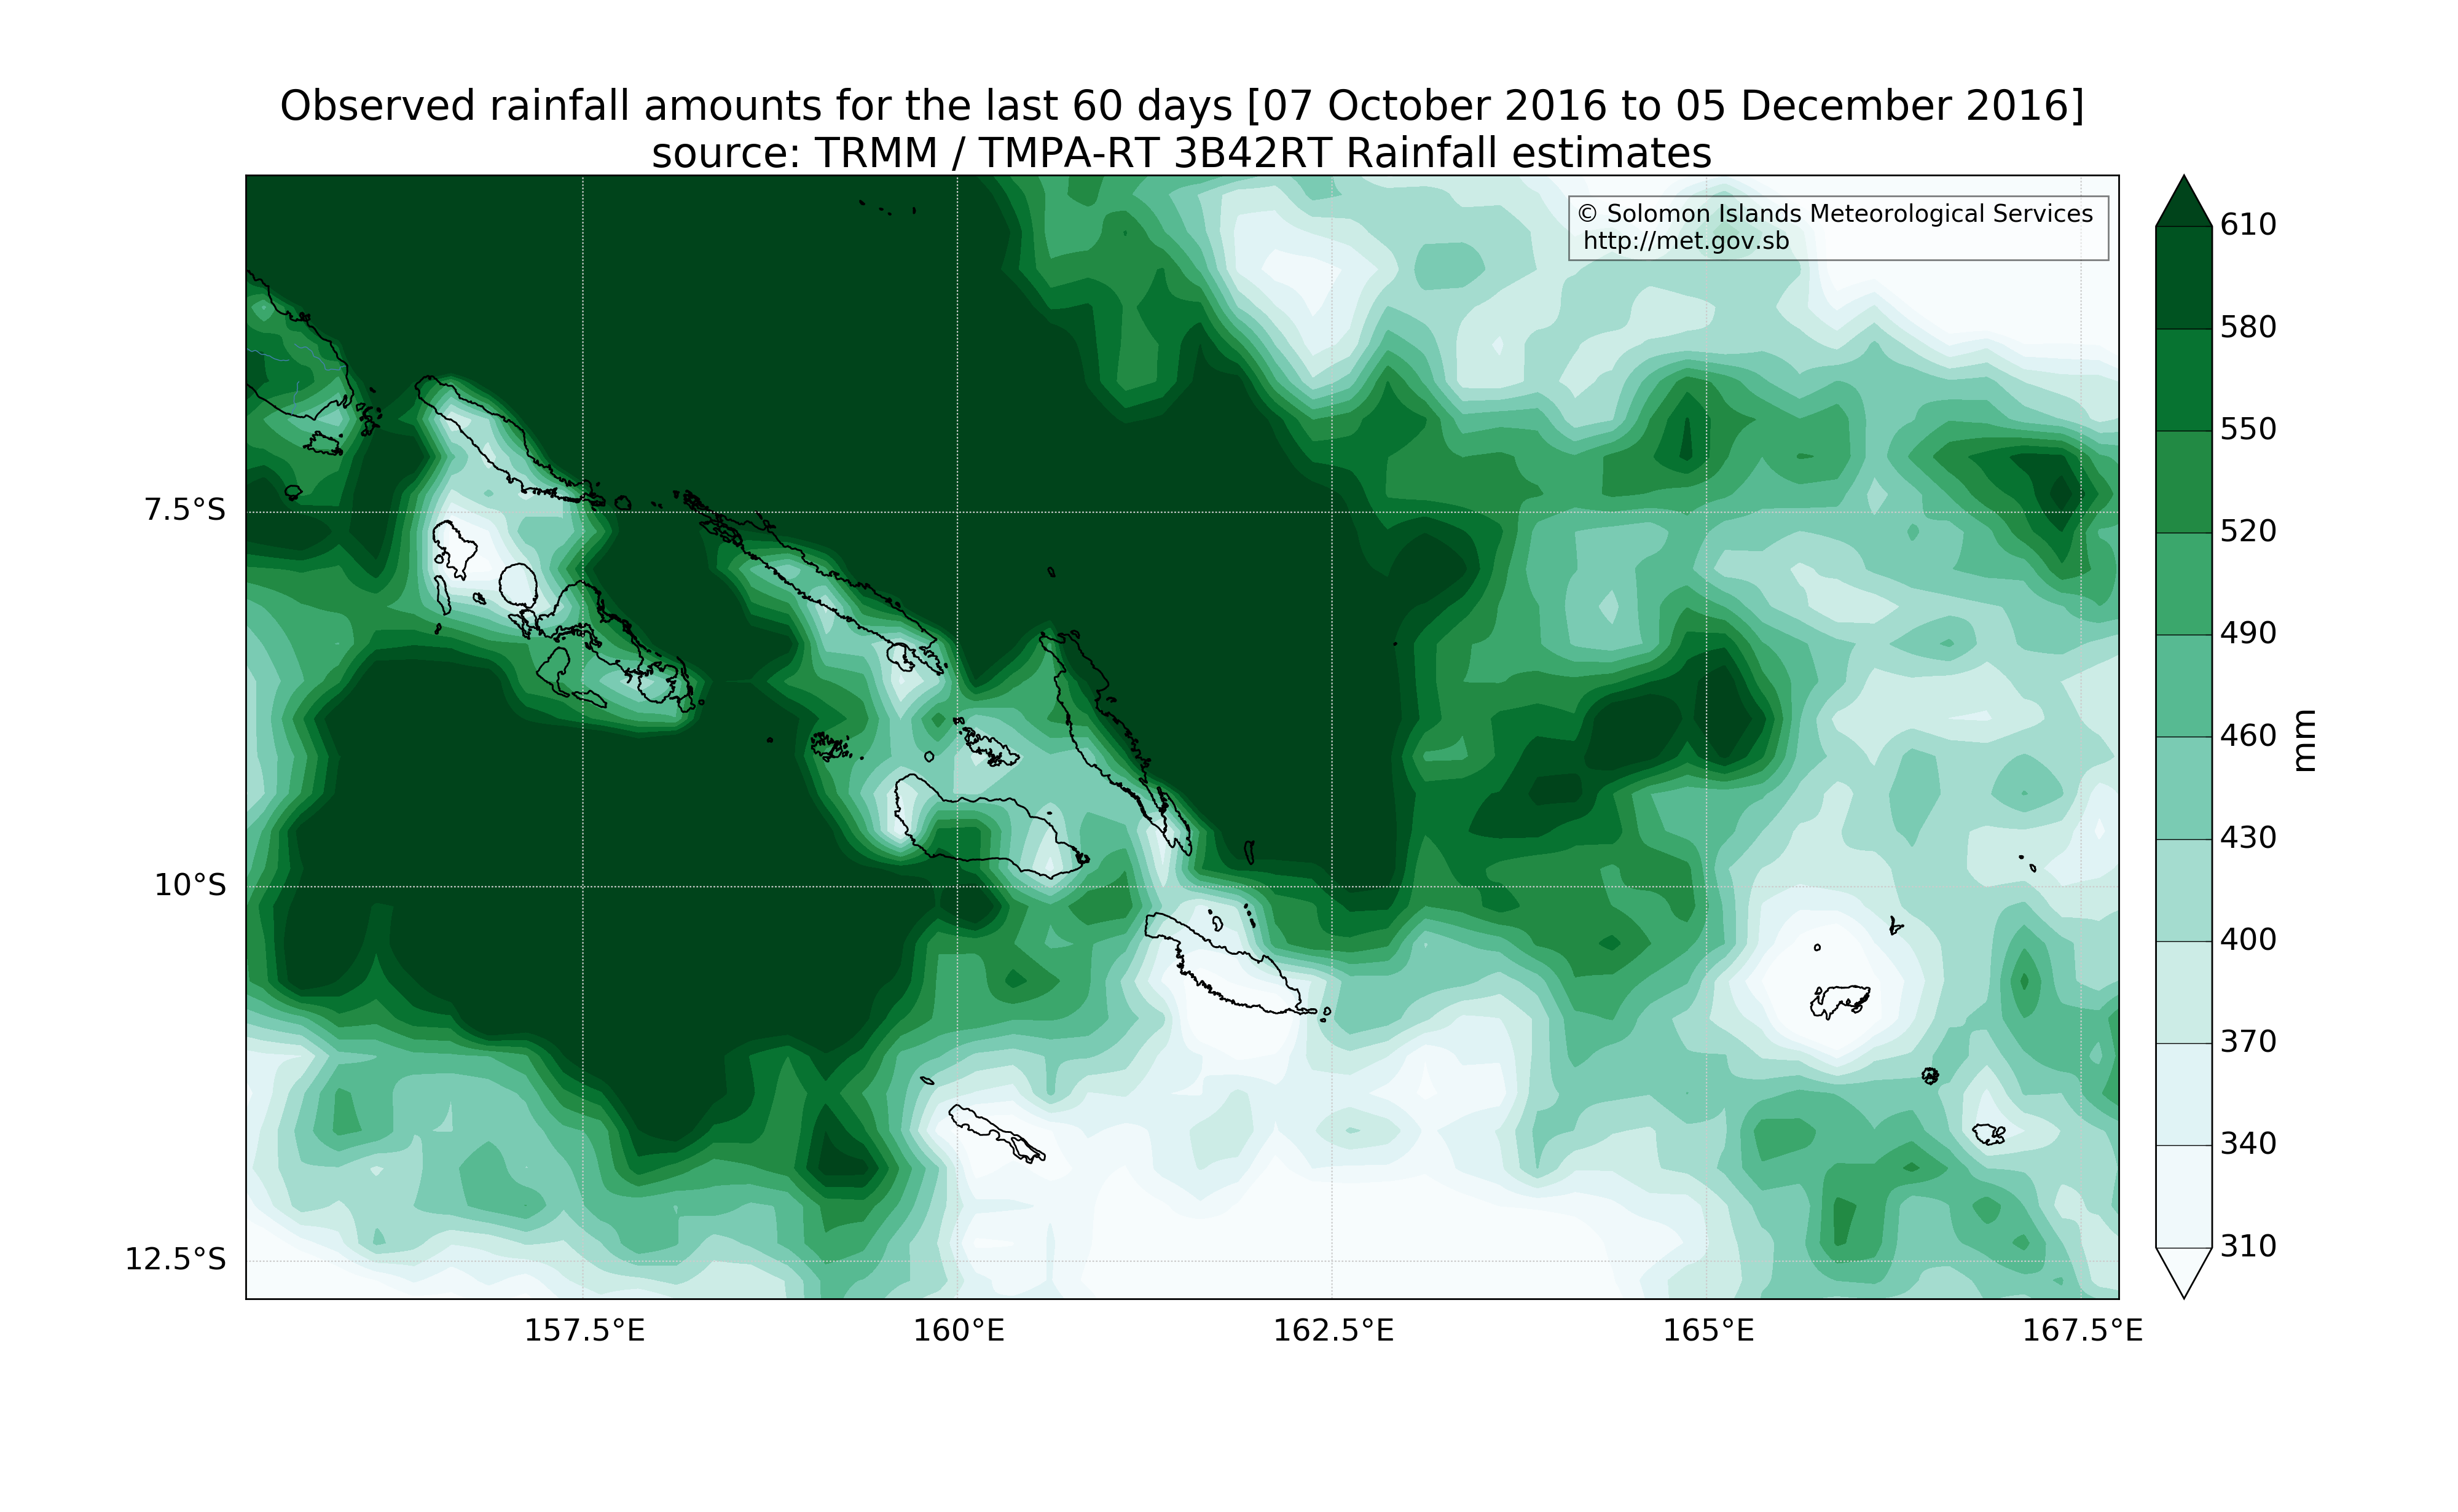 Observed rainfall amounts for the last 60 days [07 October 2016 to 05 December 2016]
source: TRMM / TMPA-RT 3B42RT Rainfall estimates
© Solomon Islands Meteorological Services
http://met.gov.sb
7.5°S
10°S
12.5°S
157.5°E
160°E
162.5°E
165°E
167.5°E
610
580
550
520
490
460
430
400
370
340
310
mm